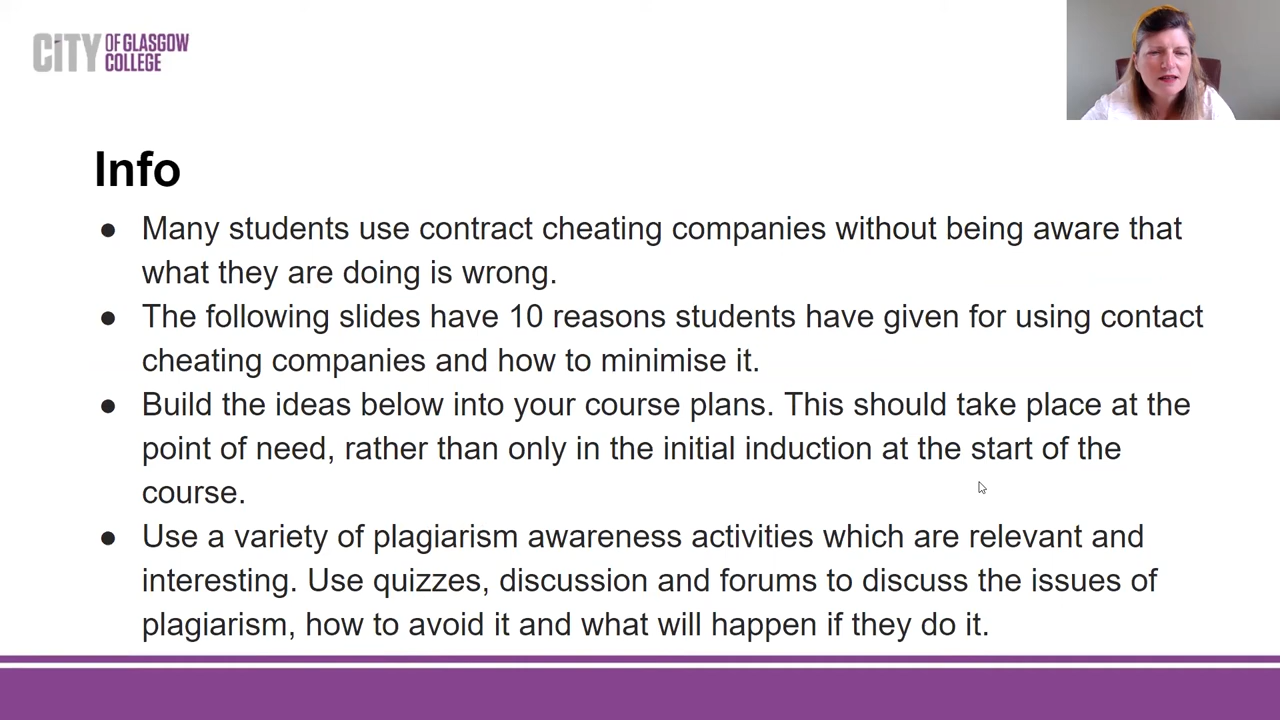 CiTY OF GLASGOW
COLLEGE
Info
● Many students use contract cheating companies without being aware that
what they are doing is wrong.
● The following slides have 10 reasons students have given for using contact
cheating companies and how to minimise it.
● Build the ideas below into your course plans. This should take place at the
point of need, rather than only in the initial induction at the start of the
course.
● Use a variety of plagiarism awareness activities which are relevant and
interesting. Use quizzes, discussion and forums to discuss the issues of
plagiarism, how to avoid it and what will happen if they do it.